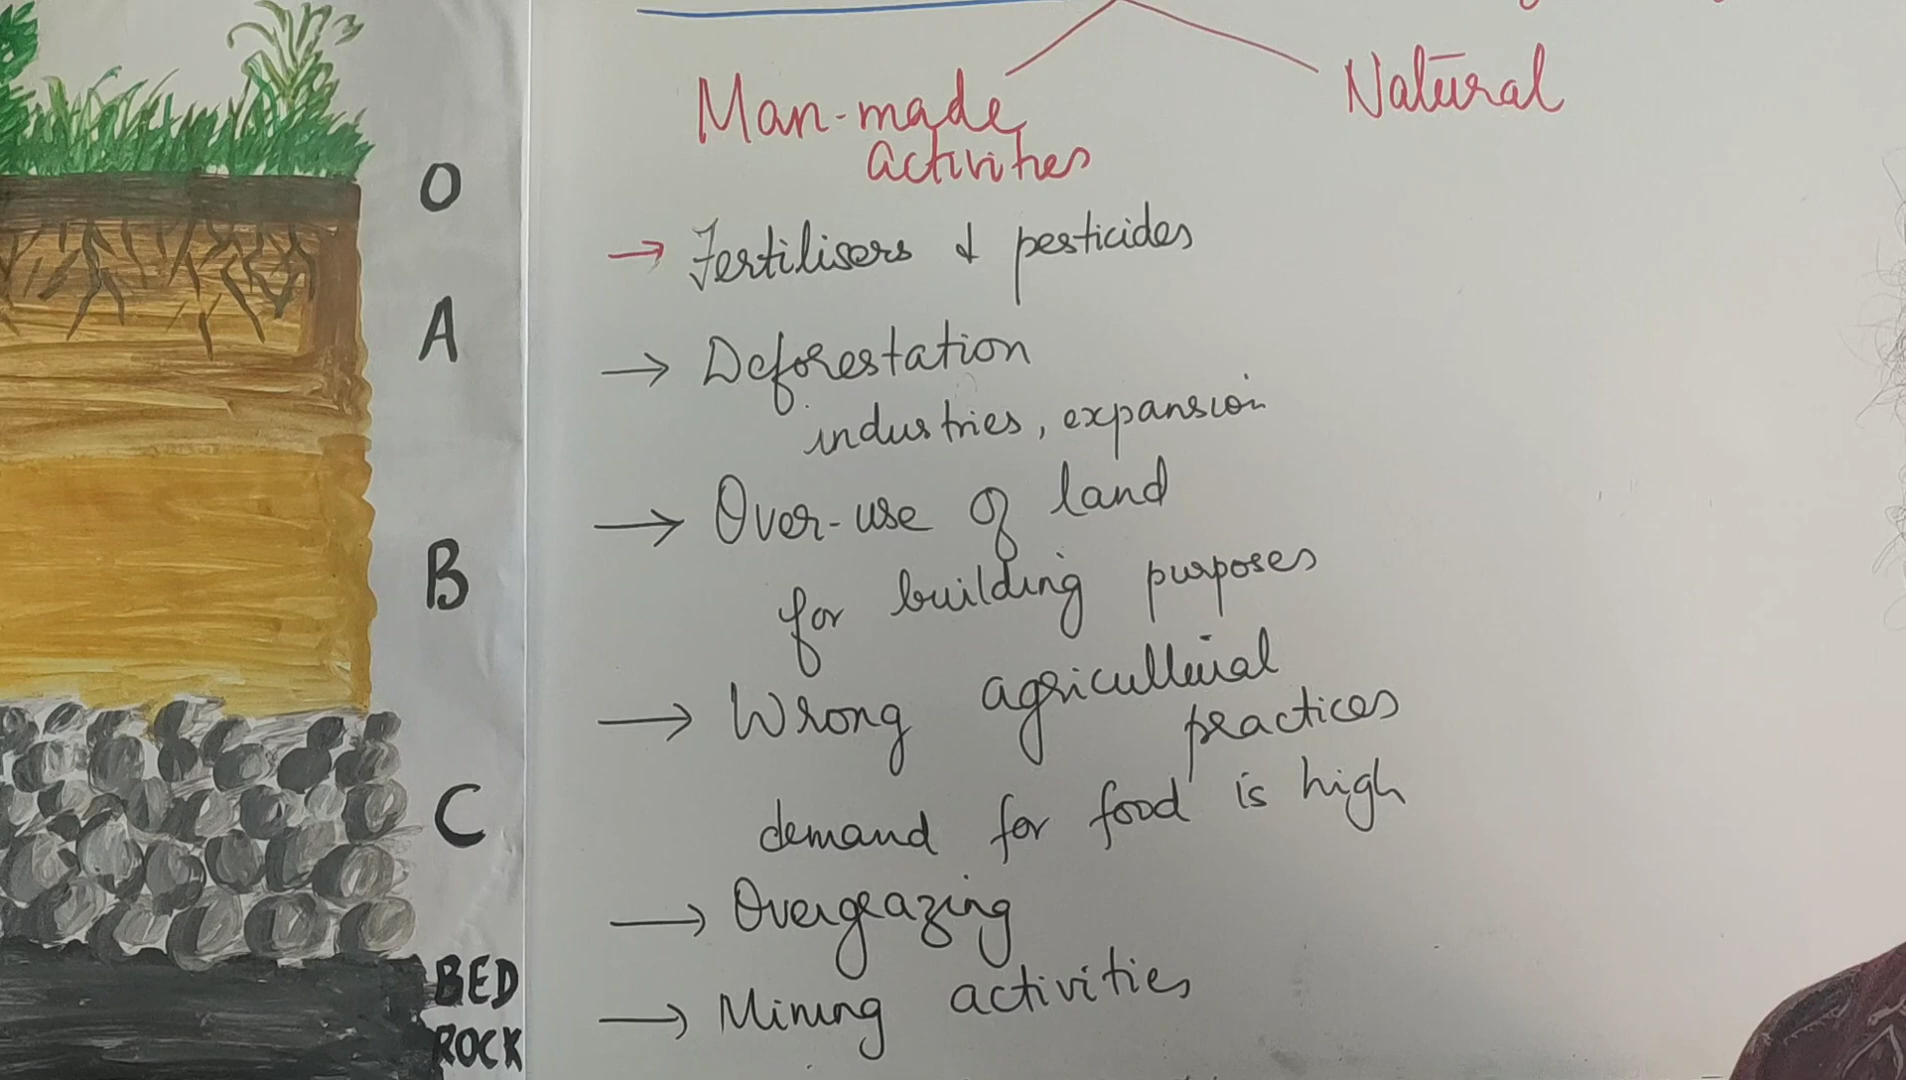 Man-made
activities
Natural
→ Fertilisers & pesticides
→ Deforestation
industries, expansion
→ Over-use of land
for building purposes
→ Wrong agricultural
practices
demand for food is high
→ Overgrazing
→ Mining activities
O
A
B
C
BED
ROCK